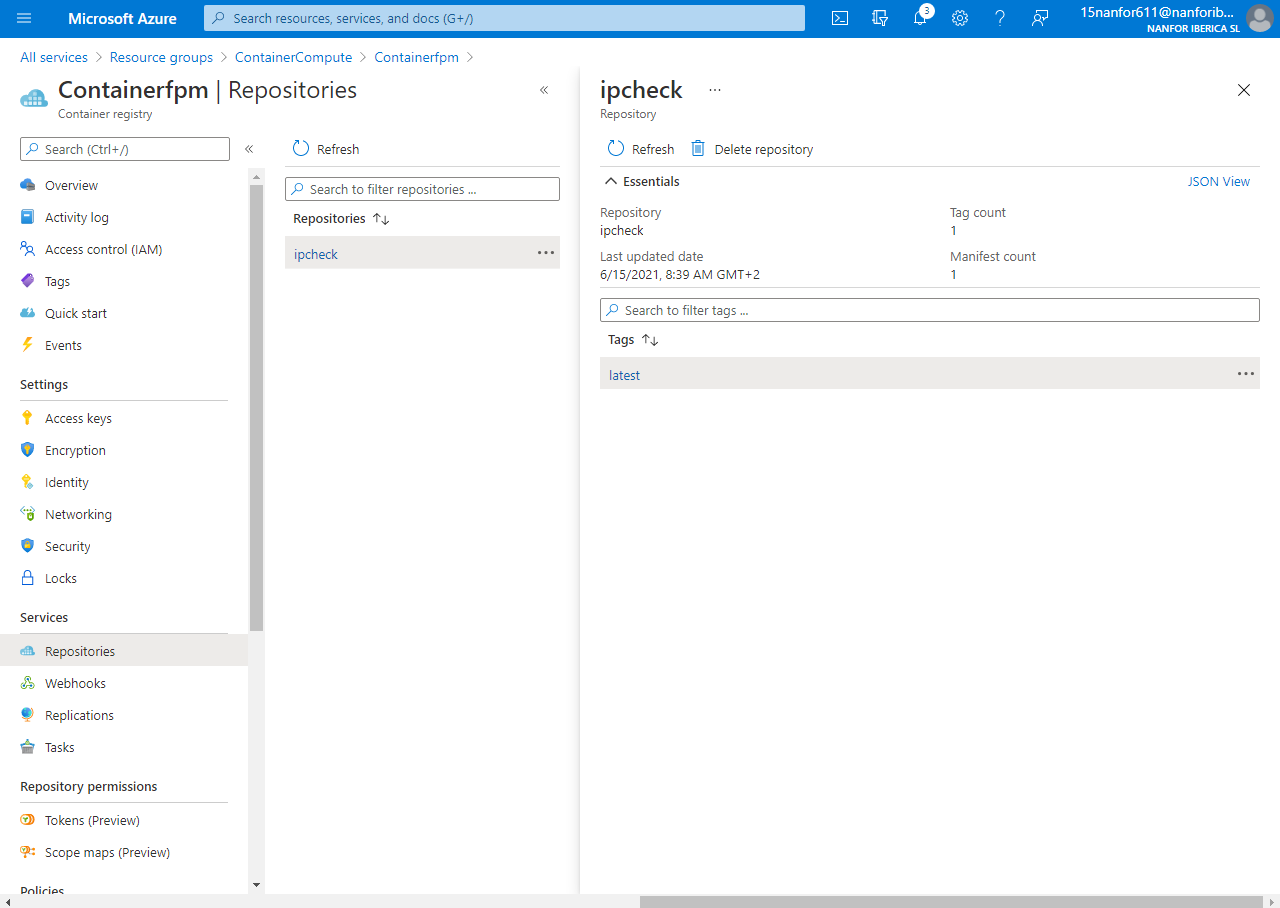 Microsoft Azure
Search resources, services, and docs (G+/)
3
15nanfor611@nanforib...
NANFOR IBERICA SL
All services > Resource groups > ContainerCompute > Containerfpm >
Containerfpm | Repositories
Container registry
Search (Ctrl+/)
Overview
Activity log
Access control (IAM)
Tags
Quick start
Events
Settings
Access keys
Encryption
Identity
Networking
Security
Locks
Services
Repositories
Webhooks
Replications
Tasks
Repository permissions
Tokens (Preview)
Scope maps (Preview)
Policies
Refresh
Search to filter repositories ...
Repositories
ipcheck
ipcheck
Repository
Refresh
Delete repository
Essentials
JSON View
Repository
ipcheck
Tag count
1
Last updated date
6/15/2021, 8:39 AM GMT+2
Manifest count
1
Search to filter tags ...
Tags
latest